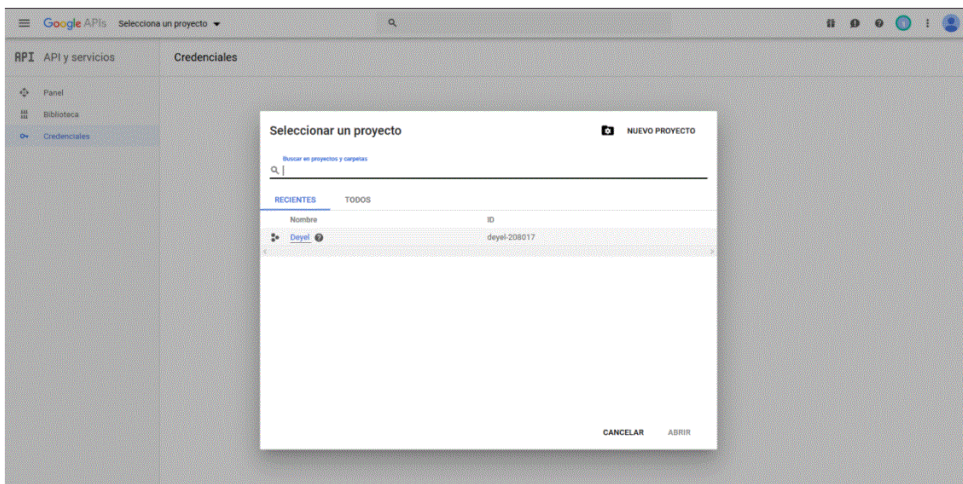 Google APIs Selecciona un proyecto
API API y servicios
Credenciales
Panel
Biblioteca
Credenciales
Seleccionar un proyecto
NUEVO PROYECTO
Buscar en proyectos y carpetas
RECIENTES TODOS
Nombre ID
Deyel deyel-208017
CANCELAR ABRIR